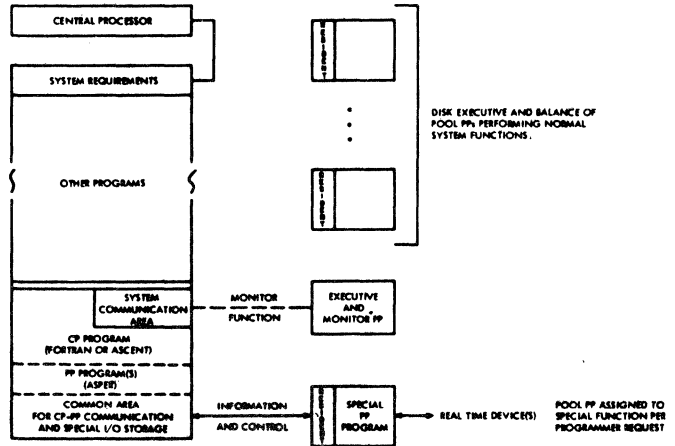 CENTRAL PROCESSOR
SYSTEM REQUIREMENTS
OTHER PROGRAMS
SYSTEM
COMMUNICATION
AREA
CP PROGRAM
(FORTRAN OR ASCENT)
PP PROGRAM(S)
(ASPER)
COMMON AREA
FOR CP-PP COMMUNICATION
AND SPECIAL I/O STORAGE
RESIDENT
RESIDENT
DISK EXECUTIVE AND BALANCE OF
POOL PPs PERFORMING NORMAL
SYSTEM FUNCTIONS.
MONITOR
FUNCTION
EXECUTIVE
AND
MONITOR PP
INFORMATION
AND CONTROL
RESIDENT
SPECIAL
PP
PROGRAM
REAL TIME DEVICE(S)
POOL PP ASSIGNED TO
SPECIAL FUNCTION PER
PROGRAMMER REQUEST